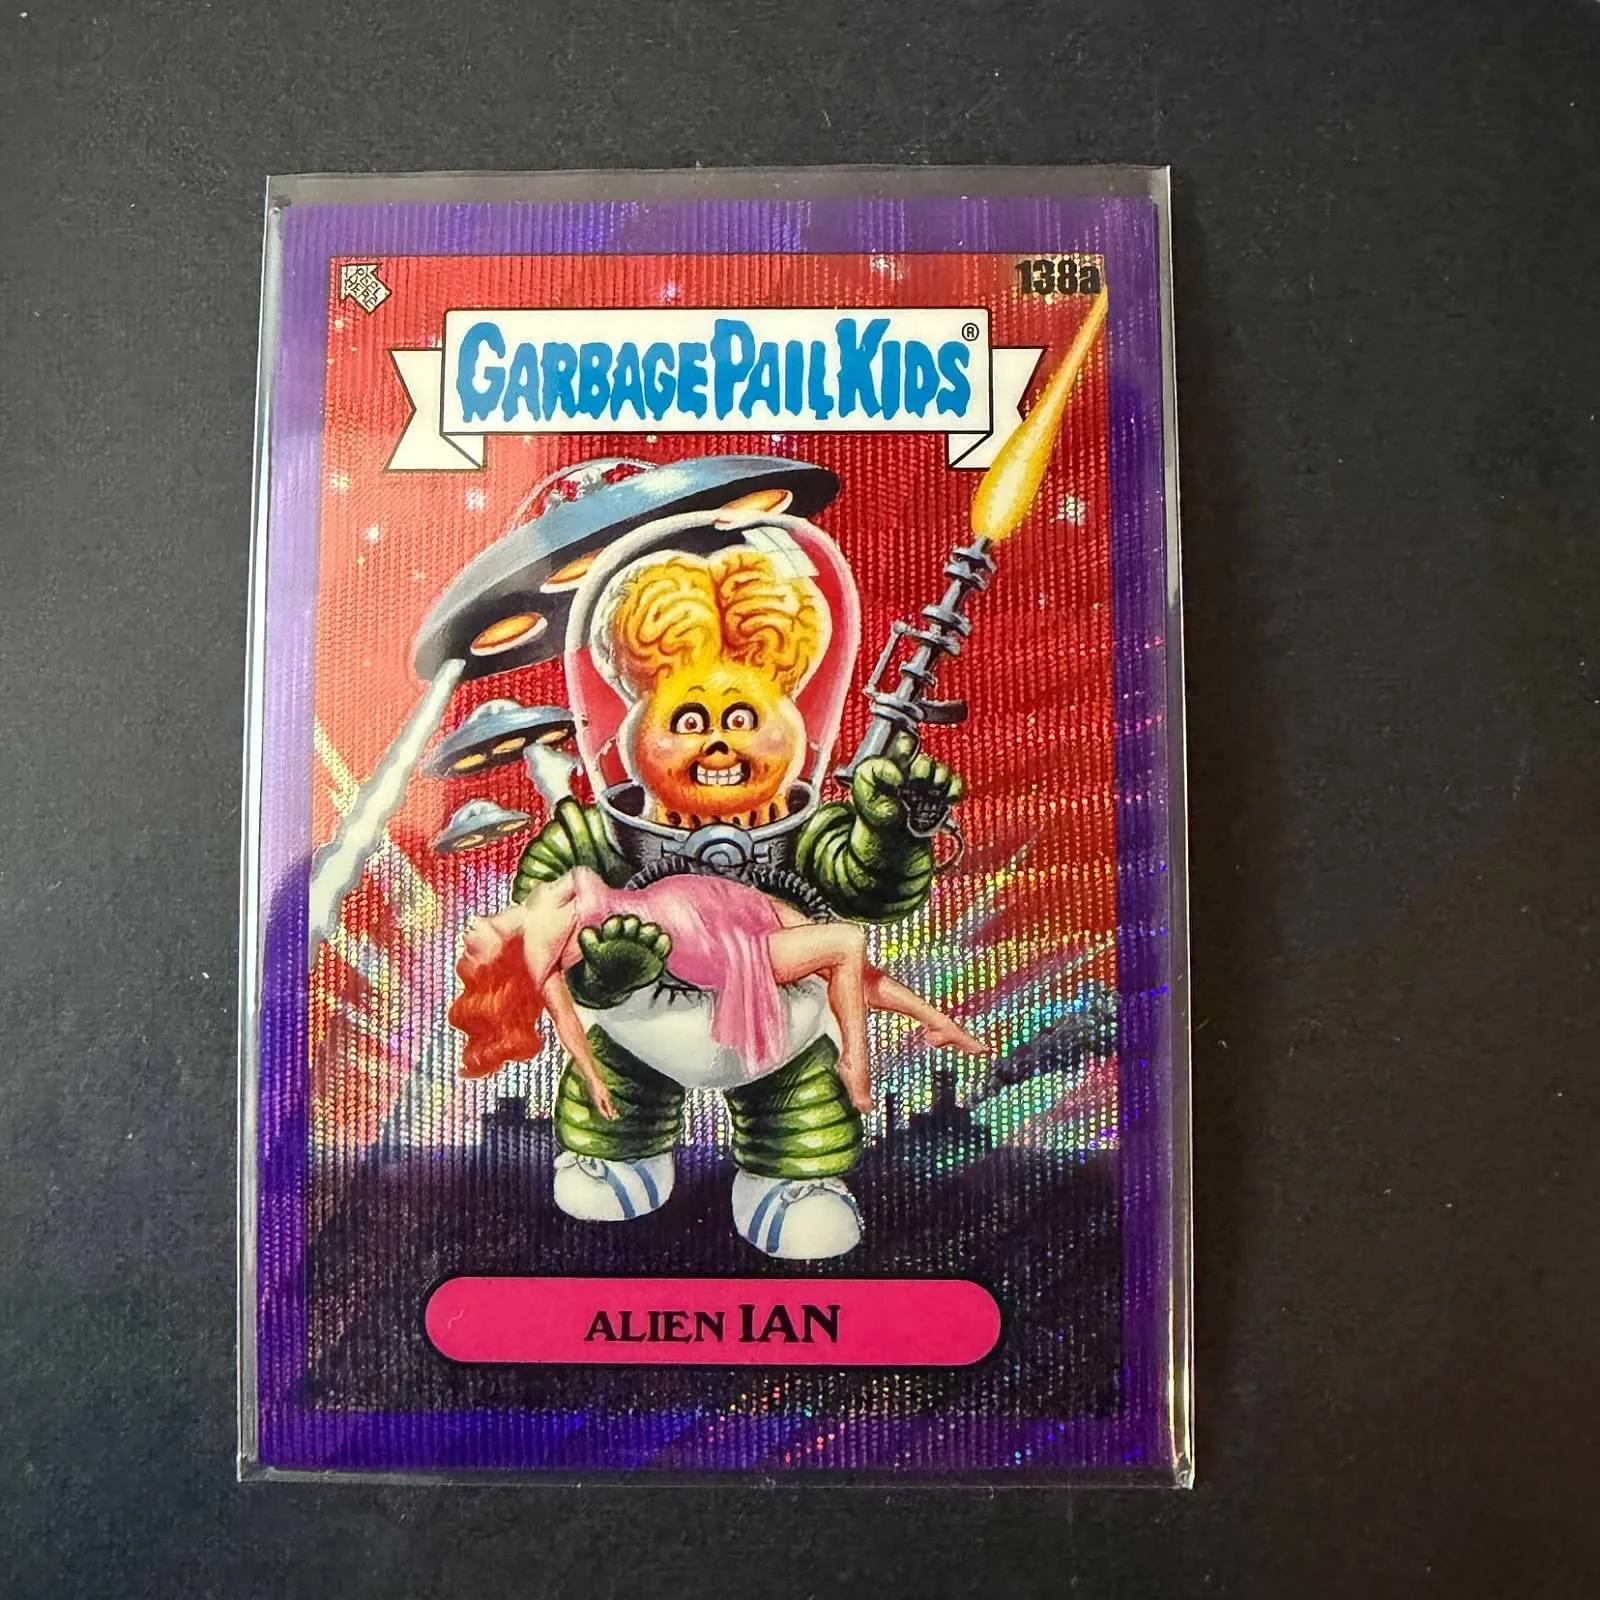 138a
GARBAGE PAIL KIDS®
ALIEN IAN